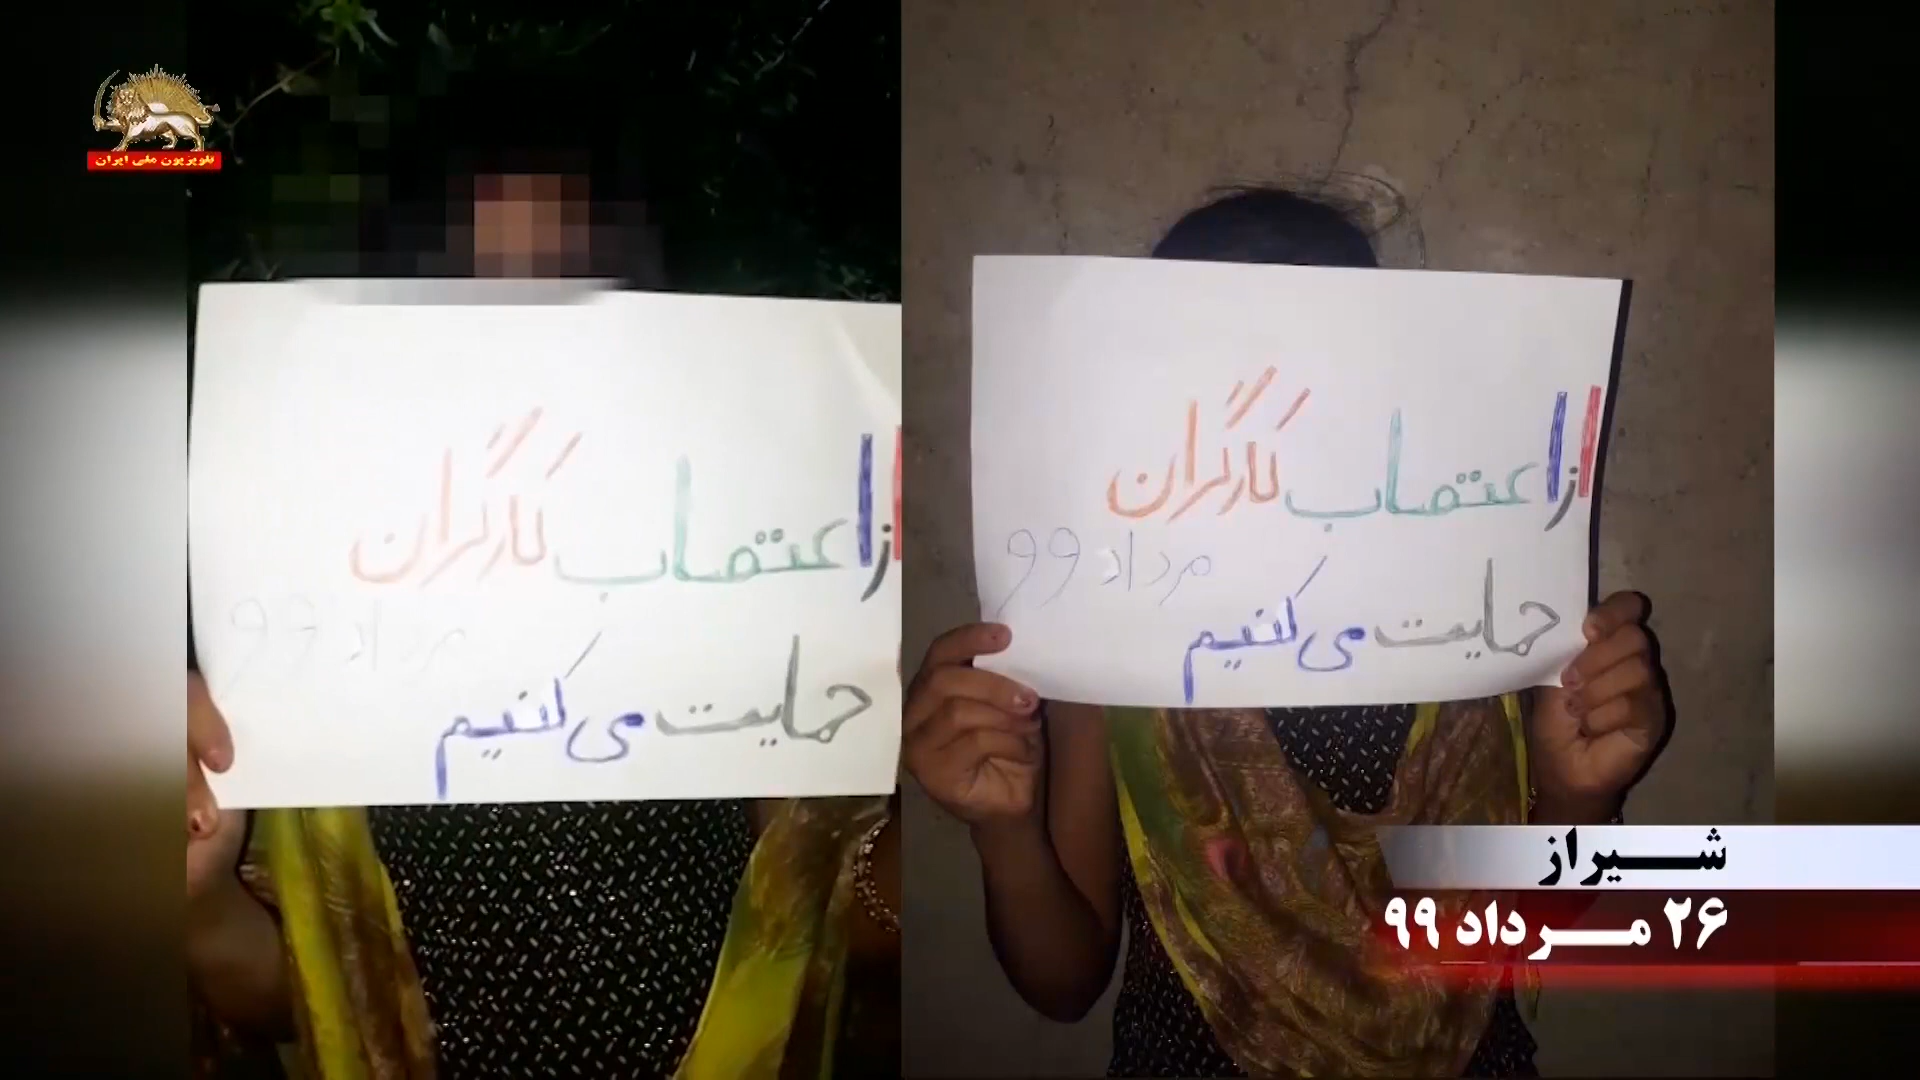 تلویزیون ملی ایران
از اعتصاب کارگران
مرداد ۹۹
حمایت می کنیم
از اعتصاب کارگران
مرداد ۹۹
حمایت می کنیم
شیراز
۲۶ مرداد ۹۹